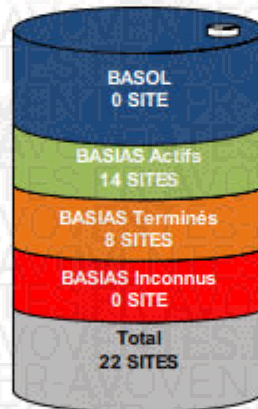 BASOL
0 SITE
BASIAS Actifs
14 SITES
BASIAS Terminés
8 SITES
BASIAS Inconnus
0 SITE
Total
22 SITES